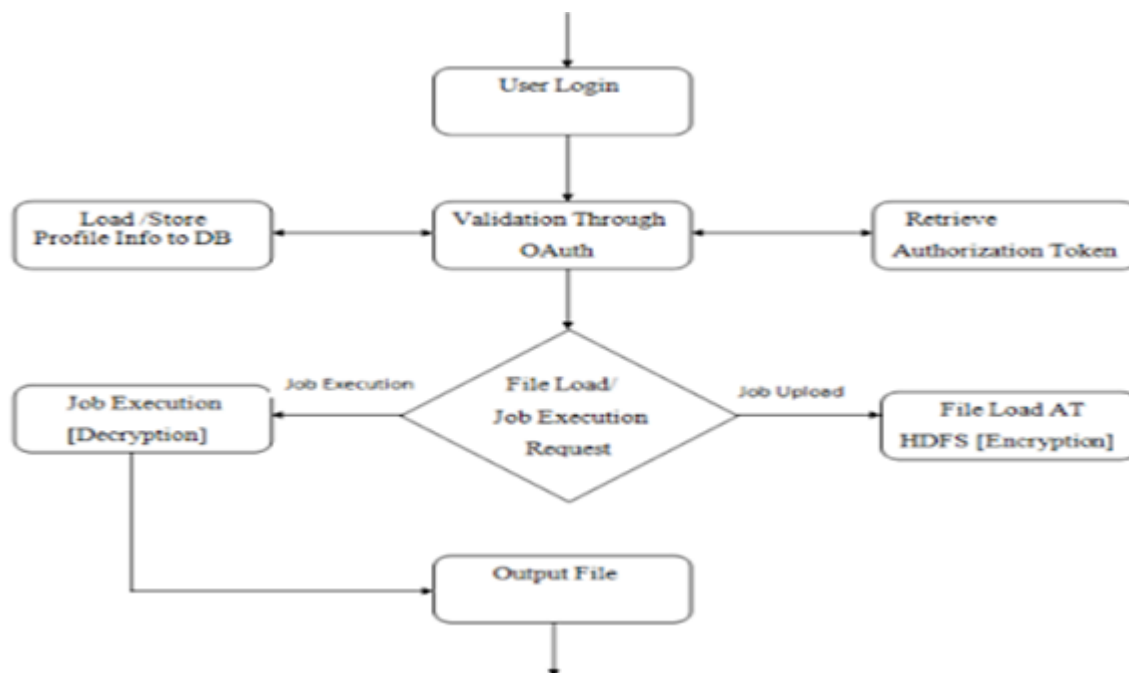 User Login
Load /Store
Profile Info to DB
Validation Through
OAuth
Retrieve
Authorization Token
Job Execution
File Load/
Job Execution
Request
Job Upload
Job Execution
[Decryption]
File Load AT
HDFS [Encryption]
Output File